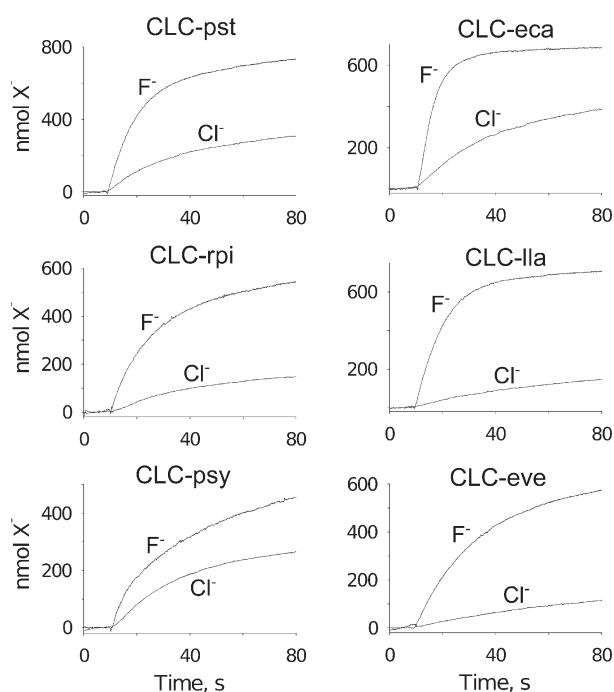 CLC-pst
nmol X⁻
800
400
0
F⁻
Cl⁻
0 40 80
CLC-eca
600
200
F⁻
Cl⁻
0 40 80
CLC-rpi
nmol X⁻
600
400
200
0
F⁻
Cl⁻
0 40 80
CLC-lla
600
200
F⁻
Cl⁻
0 40 80
CLC-psy
nmol X⁻
400
200
0
F⁻
Cl⁻
0 40 80
Time, s
CLC-eve
600
400
200
0
F⁻
Cl⁻
0 40 80
Time, s